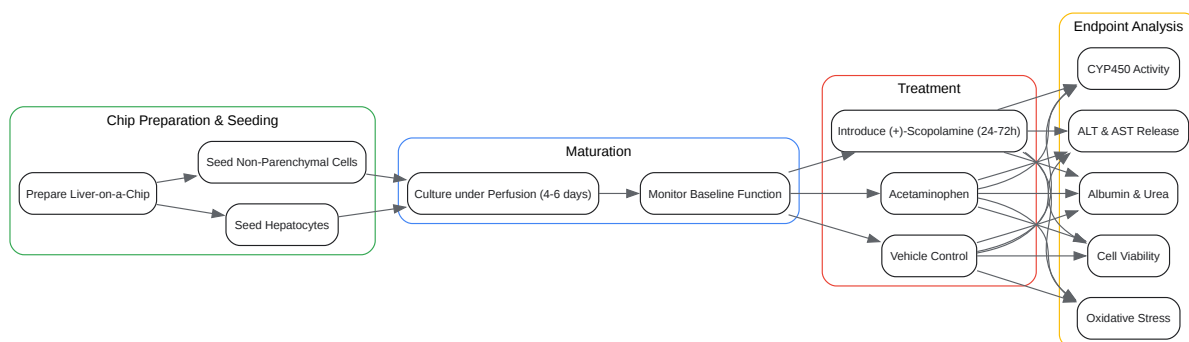 Chip Preparation & Seeding
Prepare Liver-on-a-Chip
Seed Non-Parenchymal Cells
Seed Hepatocytes
Maturation
Culture under Perfusion (4-6 days)
Monitor Baseline Function
Treatment
Introduce (+)-Scopolamine (24-72h)
Acetaminophen
Vehicle Control
Endpoint Analysis
CYP450 Activity
ALT & AST Release
Albumin & Urea
Cell Viability
Oxidative Stress